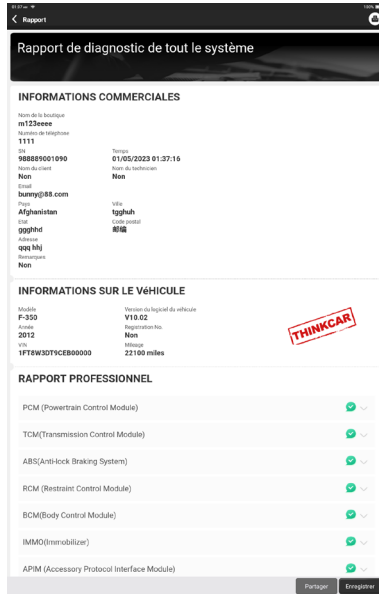 01:37 AM
100%
Rapport
Rapport de diagnostic de tout le système
INFORMATIONS COMMERCIALES
Nom de la boutique
m123eeee
Numéro de téléphone
1111
SN
Temps
988889001090
01/05/2023 01:37:16
Nom du client
Nom du technicien
Non
Non
Email
bunny@88.com
Pays
Ville
Afghanistan
tgghuh
Etat
Code postal
ggghhd
邮编
Adresse
qqq hhj
Remarques
Non
INFORMATIONS SUR LE VéHICULE
Modèle
Version du logiciel du véhicule
F-350
V10.02
Année
Registration No.
2012
Non
VIN
Mileage
1FT8W3DT9CEB00000
22100 miles
THINKCAR
RAPPORT PROFESSIONNEL
PCM (Powertrain Control Module)
TCM(Transmission Control Module)
ABS(Anti-lock Braking System)
RCM (Restraint Control Module)
BCM(Body Control Module)
IMMO(Immobilizer)
APIM (Accessory Protocol Interface Module)
Partager
Enregistrer